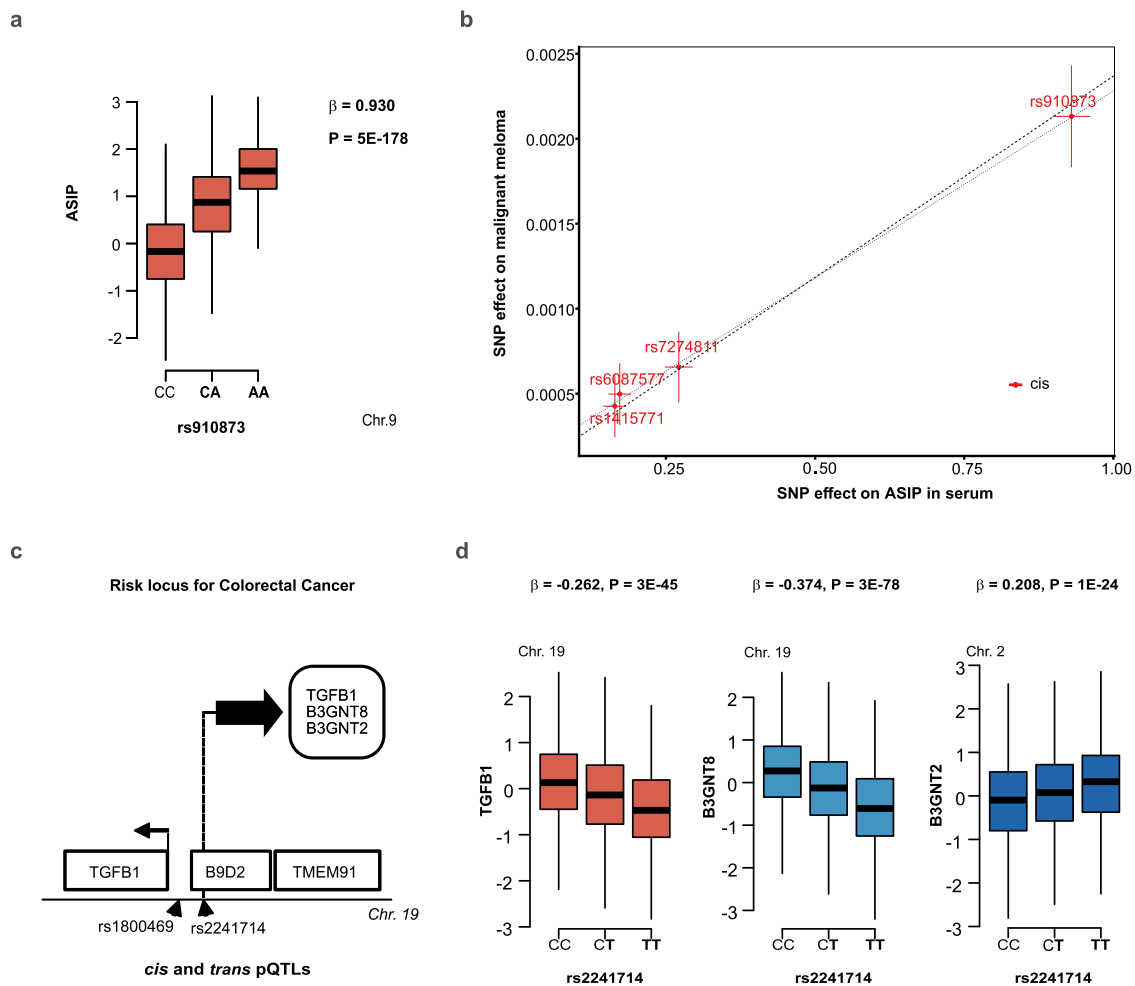 a
β = 0.930
P = 5E-178
ASIP
3
2
1
0
-1
-2
CC
CA
AA
rs910873
Chr.9
b
SNP effect on malignant meloma
0.0025
0.0020
0.0015
0.0010
0.0005
rs910873
rs7274811
rs6087577
rs1415771
cis
0.25
0.50
0.75
1.00
SNP effect on ASIP in serum
c
Risk locus for Colorectal Cancer
TGFB1
B3GNT8
B3GNT2
TGFB1
B9D2
TMEM91
rs1800469
rs2241714
Chr. 19
cis and trans pQTLs
d
β = -0.262, P = 3E-45
Chr. 19
TGFB1
2
1
0
-1
-2
-3
CC
CT
TT
rs2241714
β = -0.374, P = 3E-78
Chr. 19
B3GNT8
2
1
0
-1
-2
-3
CC
CT
TT
rs2241714
β = 0.208, P = 1E-24
Chr. 2
B3GNT2
3
2
1
0
-1
-2
-3
CC
CT
TT
rs2241714